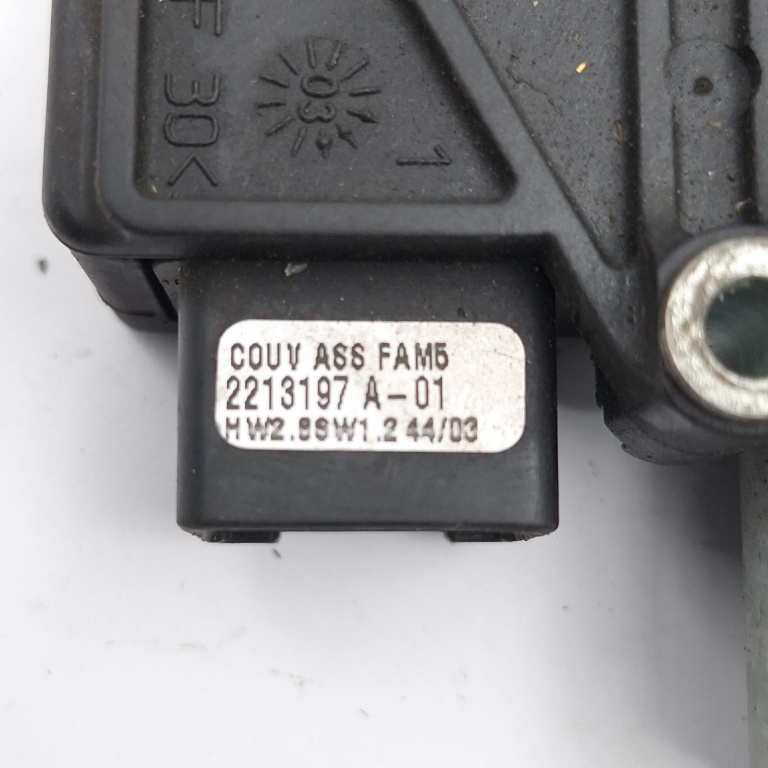 F 30<
03
1
COUV ASS FAM5
2213197 A-01
HW2.8SW1.2 44/03